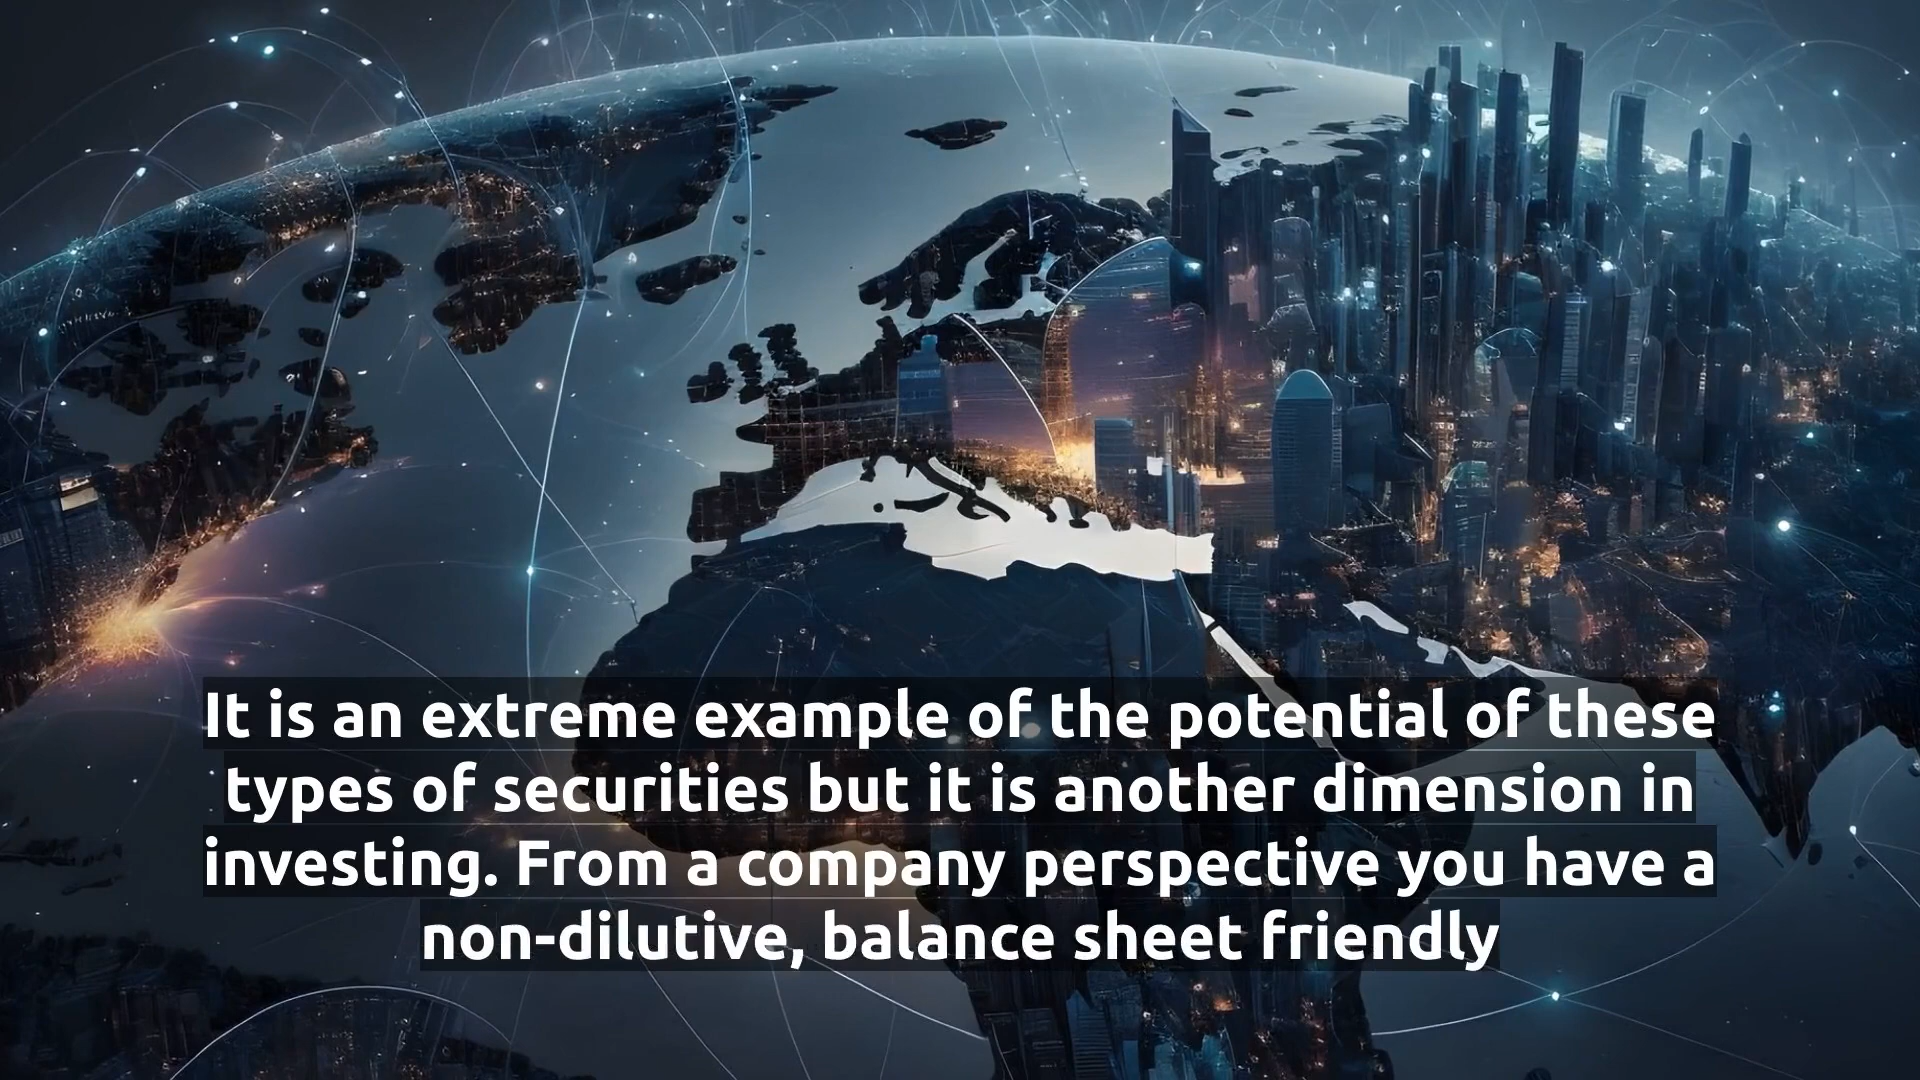 It is an extreme example of the potential of these
types of securities but it is another dimension in
investing. From a company perspective you have a
non-dilutive, balance sheet friendly